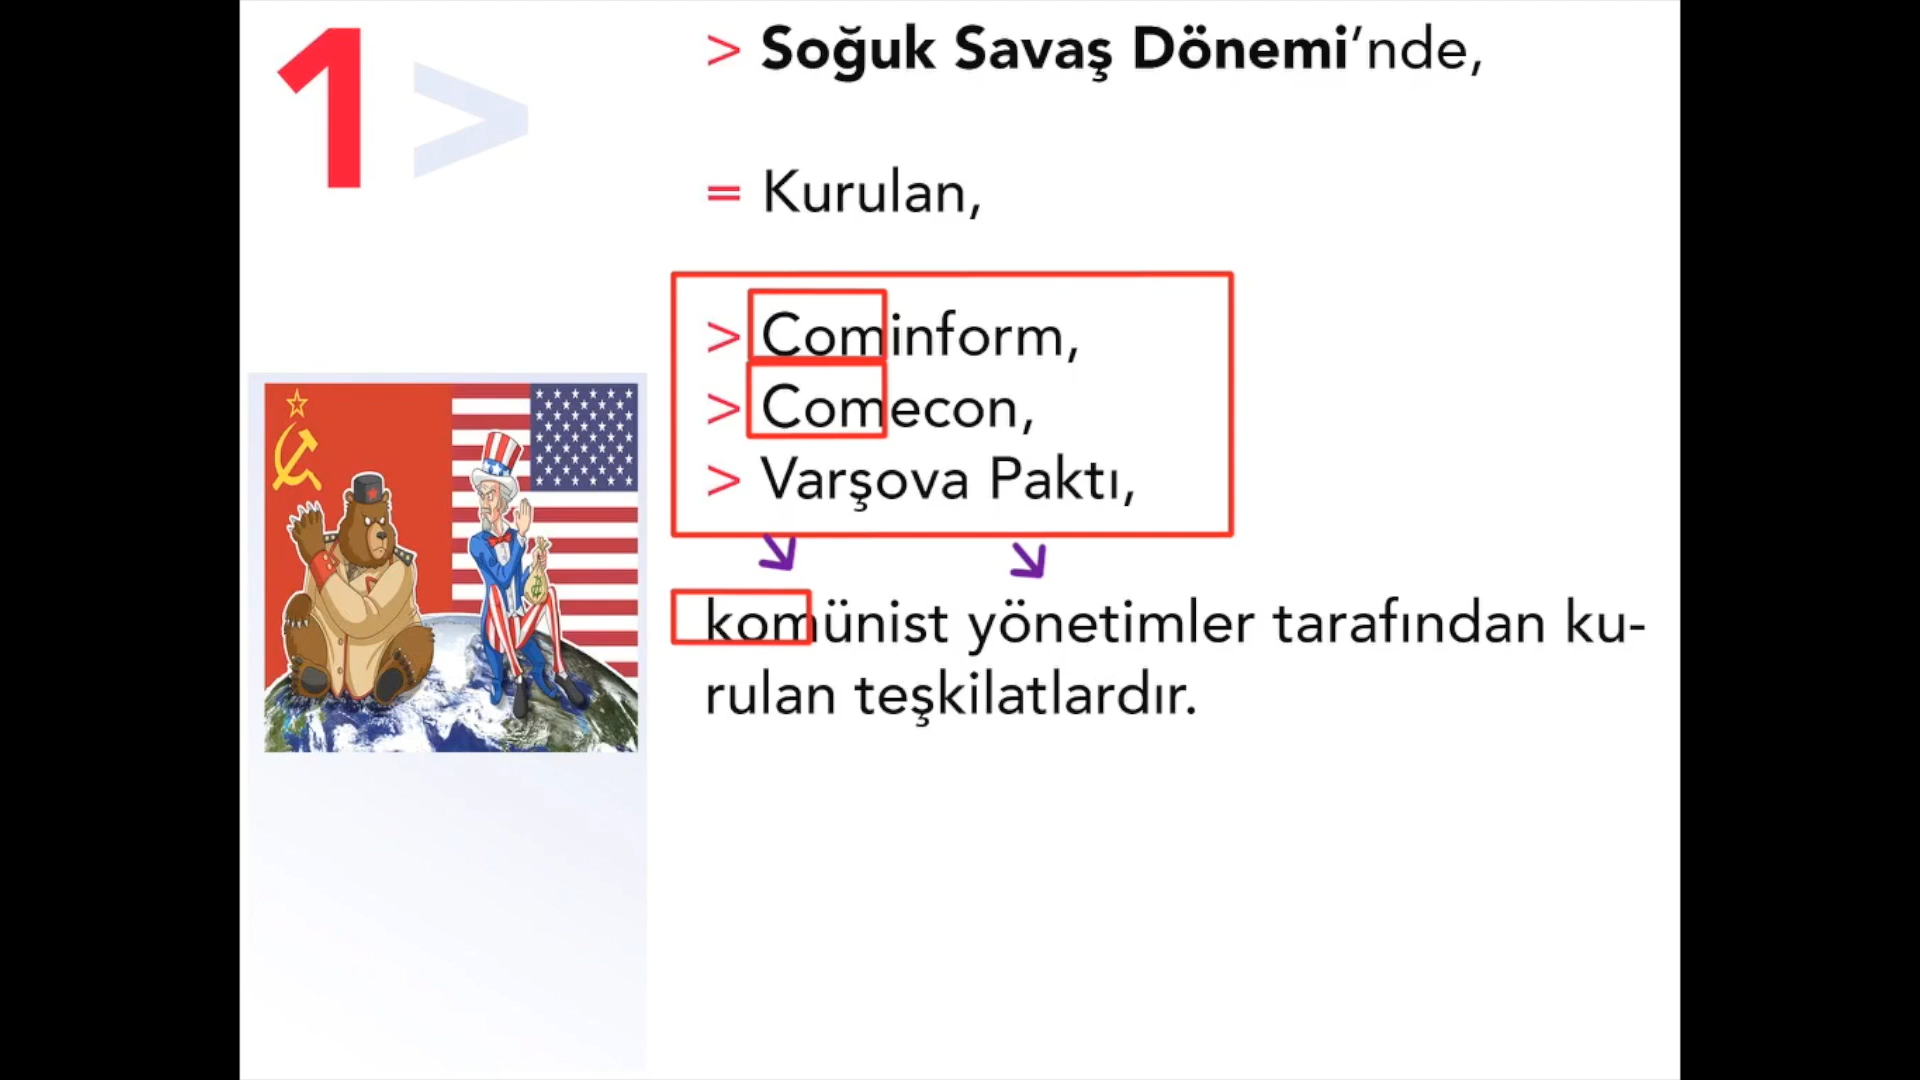 1>
> Soğuk Savaş Dönemi’nde,
= Kurulan,
> Cominform,
> Comecon,
> Varşova Paktı,
komünist yönetimler tarafından ku-
rulan teşkilatlardır.